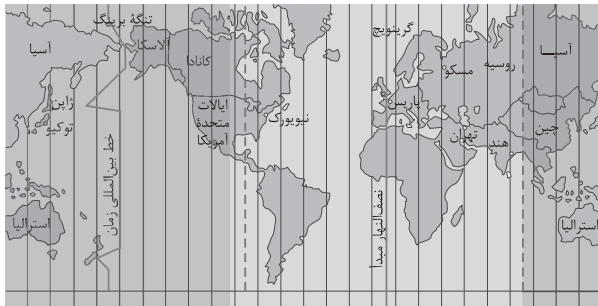 تنگهٔ برینگ
گرینویچ
آسیا
آلاسکا
کانادا
آسیـــا
روسیه
مسکو
ژاپن
توکیو
ایالات
متحدهٔ
آمریکا
نیویورک
پاریس
تهران
هند
چین
خط بین‌المللی زمان
نصف‌النهار مبدأ
استرالیا
استرالیا